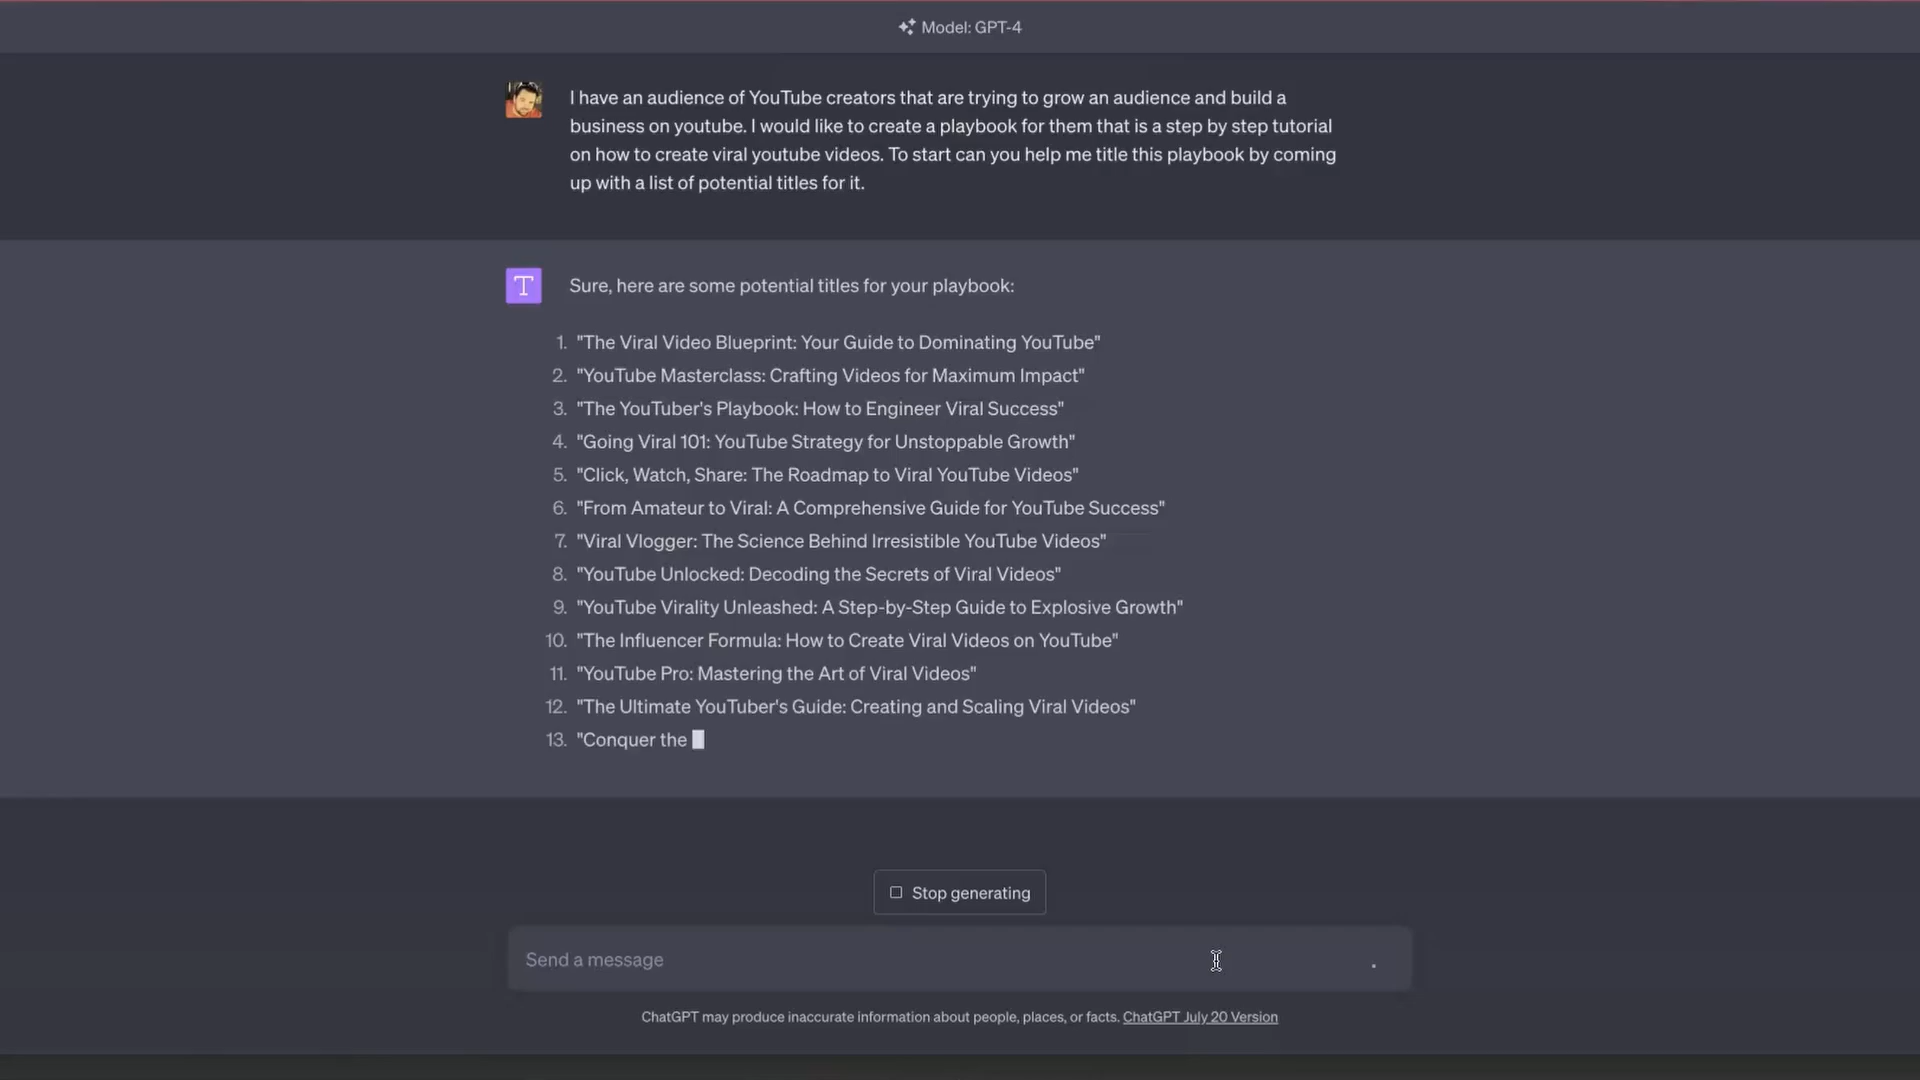 Model: GPT-4
I have an audience of YouTube creators that are trying to grow an audience and build a
business on youtube. I would like to create a playbook for them that is a step by step tutorial
on how to create viral youtube videos. To start can you help me title this playbook by coming
up with a list of potential titles for it.
T
Sure, here are some potential titles for your playbook:
1. "The Viral Video Blueprint: Your Guide to Dominating YouTube"
2. "YouTube Masterclass: Crafting Videos for Maximum Impact"
3. "The YouTuber's Playbook: How to Engineer Viral Success"
4. "Going Viral 101: YouTube Strategy for Unstoppable Growth"
5. "Click, Watch, Share: The Roadmap to Viral YouTube Videos"
6. "From Amateur to Viral: A Comprehensive Guide for YouTube Success"
7. "Viral Vlogger: The Science Behind Irresistible YouTube Videos"
8. "YouTube Unlocked: Decoding the Secrets of Viral Videos"
9. "YouTube Virality Unleashed: A Step-by-Step Guide to Explosive Growth"
10. "The Influencer Formula: How to Create Viral Videos on YouTube"
11. "YouTube Pro: Mastering the Art of Viral Videos"
12. "The Ultimate YouTuber's Guide: Creating and Scaling Viral Videos"
13. "Conquer the
Stop generating
Send a message
ChatGPT may produce inaccurate information about people, places, or facts. ChatGPT July 20 Version